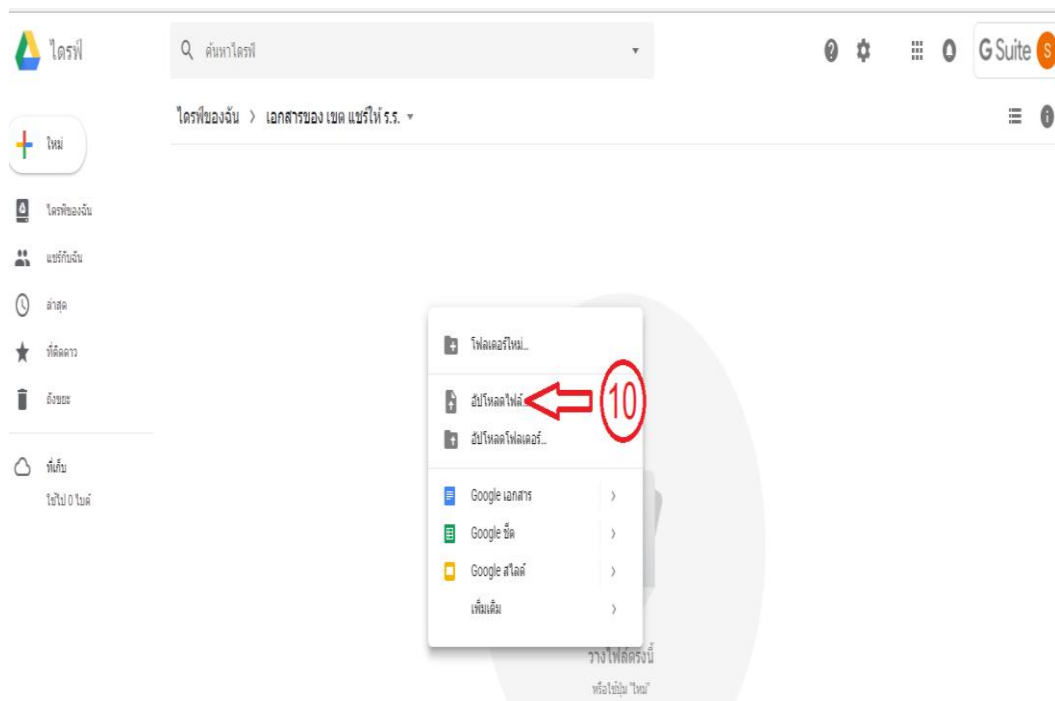 ไดรฟ์
ค้นหาไดรฟ์
G Suite
S
ไดรฟ์ของฉัน > เอกสารของ เขต แชร์ให้ ร.ร.
ใหม่
ไดรฟ์ของฉัน
แชร์กับฉัน
ล่าสุด
ที่ติดดาว
ถังขยะ
ที่เก็บ
ใช้ไป 0 ไบต์
โฟลเดอร์ใหม่...
อัปโหลดไฟล์...
10
อัปโหลดโฟลเดอร์...
Google เอกสาร
Google ชีต
Google สไลด์
เพิ่มเติม
วางไฟล์ตรงนี้
หรือใช้ปุ่ม "ใหม่"